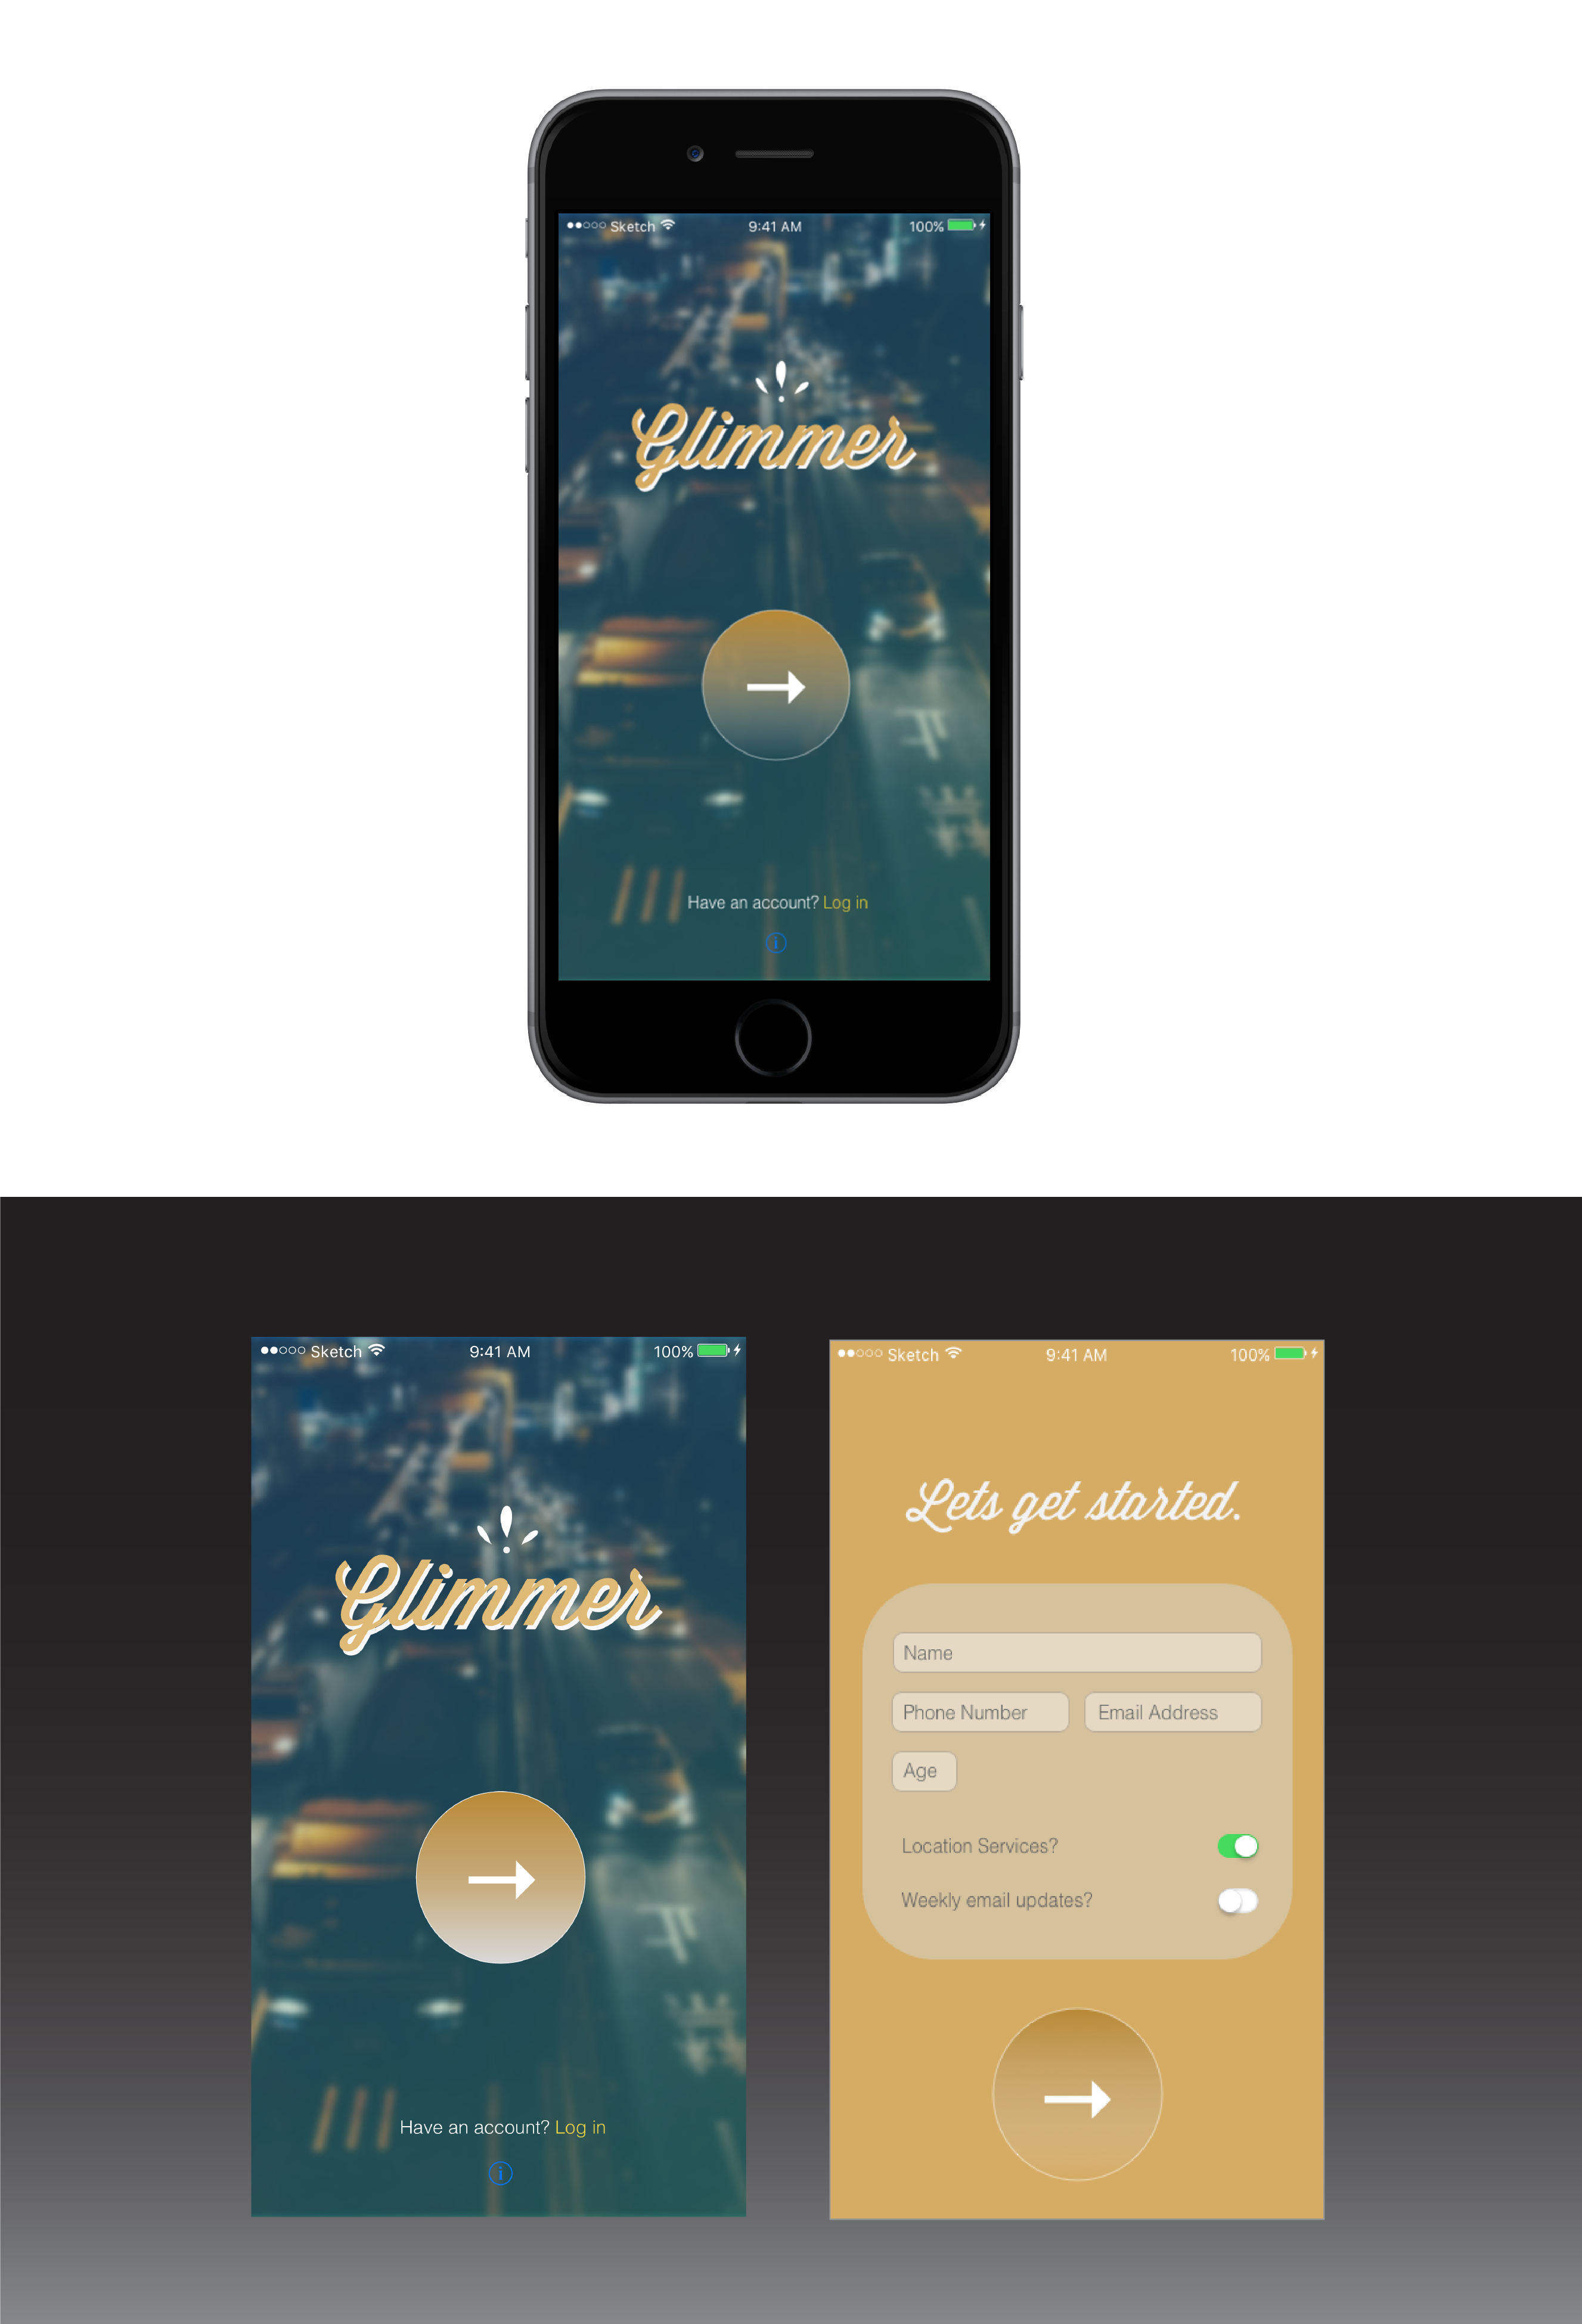 Sketch 9:41 AM 100%
Glimmer
Have an account? Log in
i
Sketch 9:41 AM 100%
Glimmer
Have an account? Log in
i
Sketch 9:41 AM 100%
Lets get started.
Name
Phone Number Email Address
Age
Location Services?
Weekly email updates?